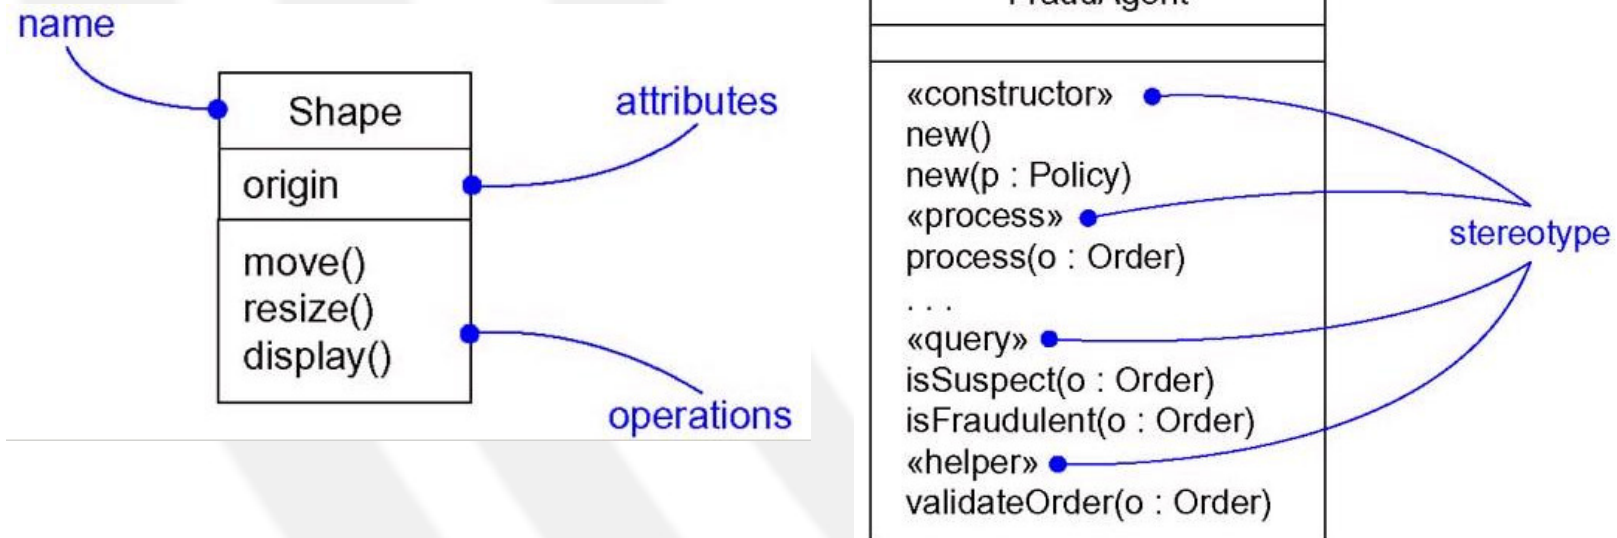 name
Shape
attributes
origin
move()
resize()
display()
operations
FraudAgent
«constructor»
new()
new(p : Policy)
«process»
process(o : Order)
. . .
«query»
isSuspect(o : Order)
isFraudulent(o : Order)
«helper»
validateOrder(o : Order)
stereotype